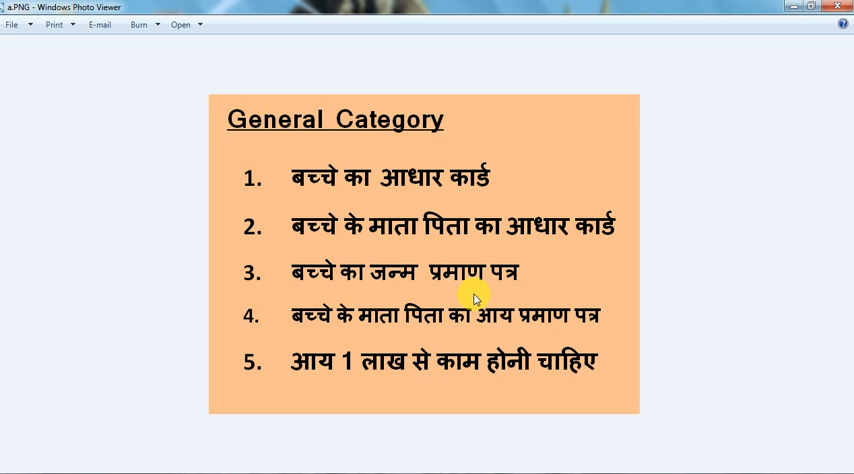 a.PNG - Windows Photo Viewer
File Print E-mail Burn Open
General Category
1. बच्चे का आधार कार्ड
2. बच्चे के माता पिता का आधार कार्ड
3. बच्चे का जन्म प्रमाण पत्र
4. बच्चे के माता पिता का आय प्रमाण पत्र
5. आय 1 लाख से काम होनी चाहिए